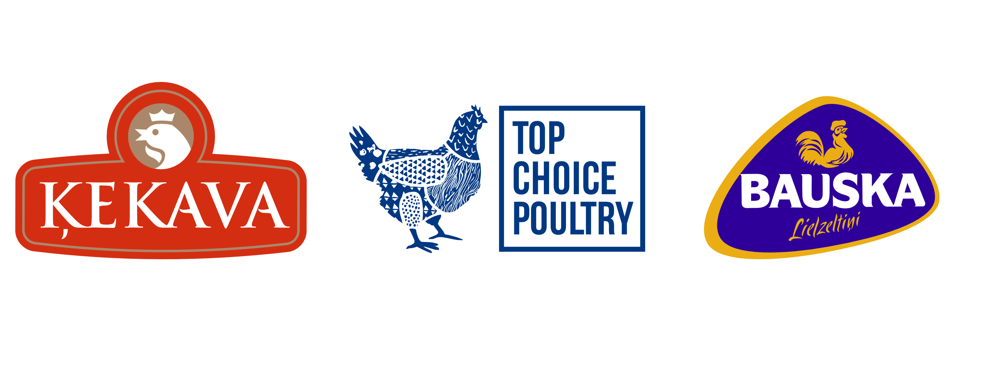 ĶEKAVA
TOP
CHOICE
POULTRY
BAUSKA
Lielzeltiņi